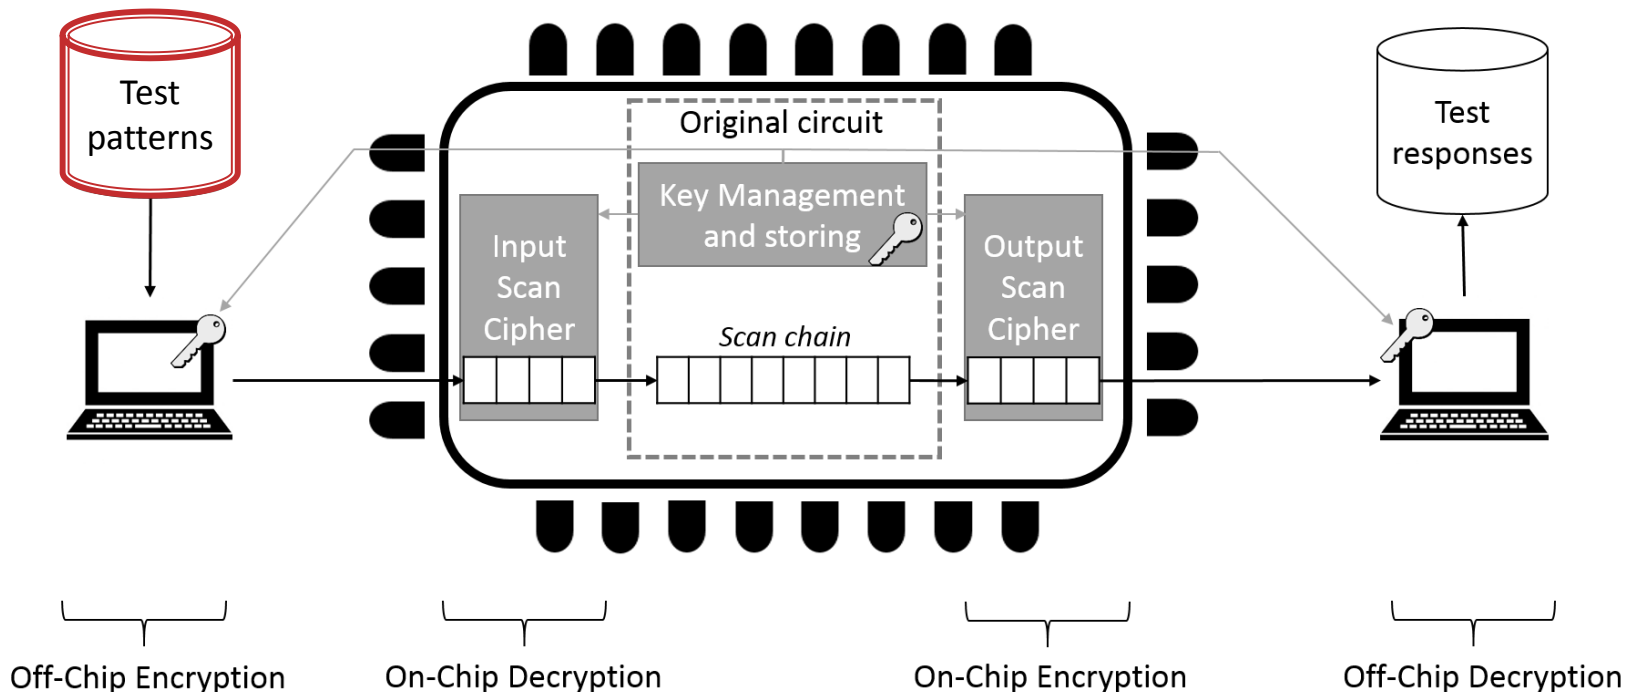 Test
patterns
Original circuit
Test
responses
Key Management
and storing
Input
Scan
Cipher
Output
Scan
Cipher
Scan chain
Off-Chip Encryption
On-Chip Decryption
On-Chip Encryption
Off-Chip Decryption